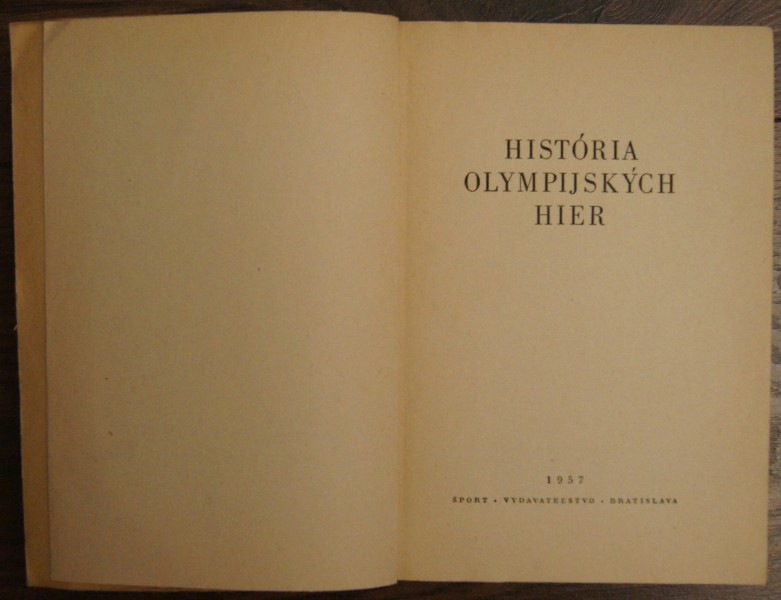 HISTÓRIA
OLYMPIJSKÝCH
HIER
1957
ŠPORT • VYDAVATEĽSTVO • BRATISLAVA